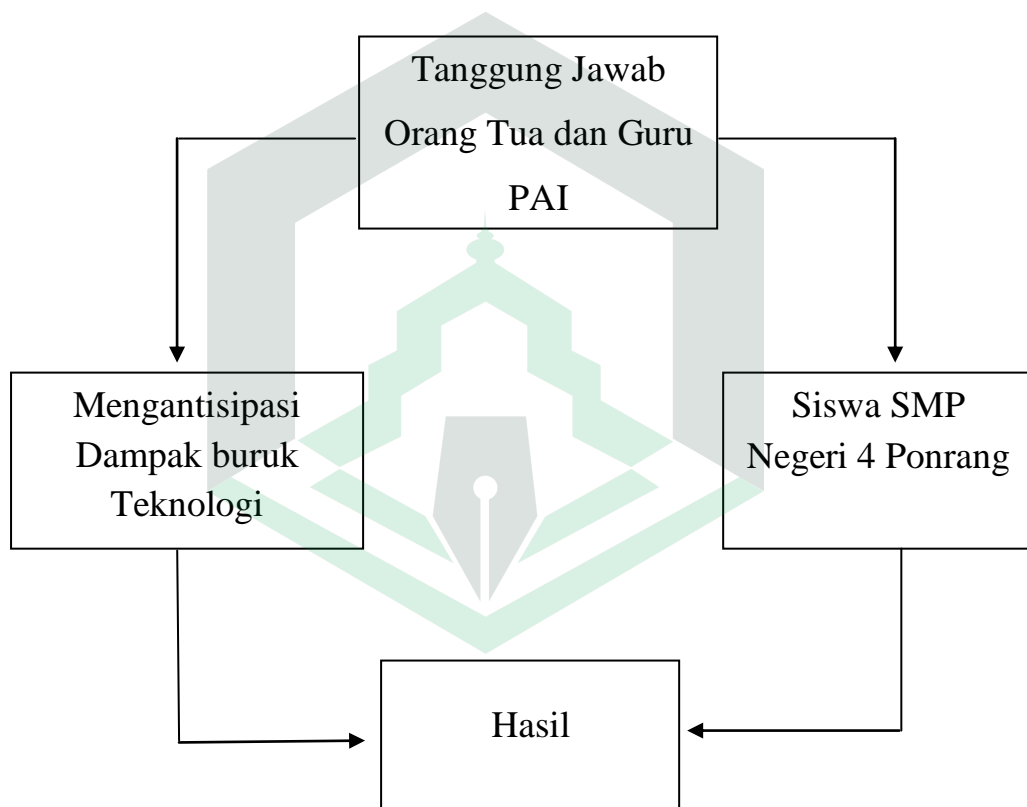 Tanggung Jawab
Orang Tua dan Guru
PAI
Mengantisipasi
Dampak buruk
Teknologi
Siswa SMP
Negeri 4 Ponrang
Hasil